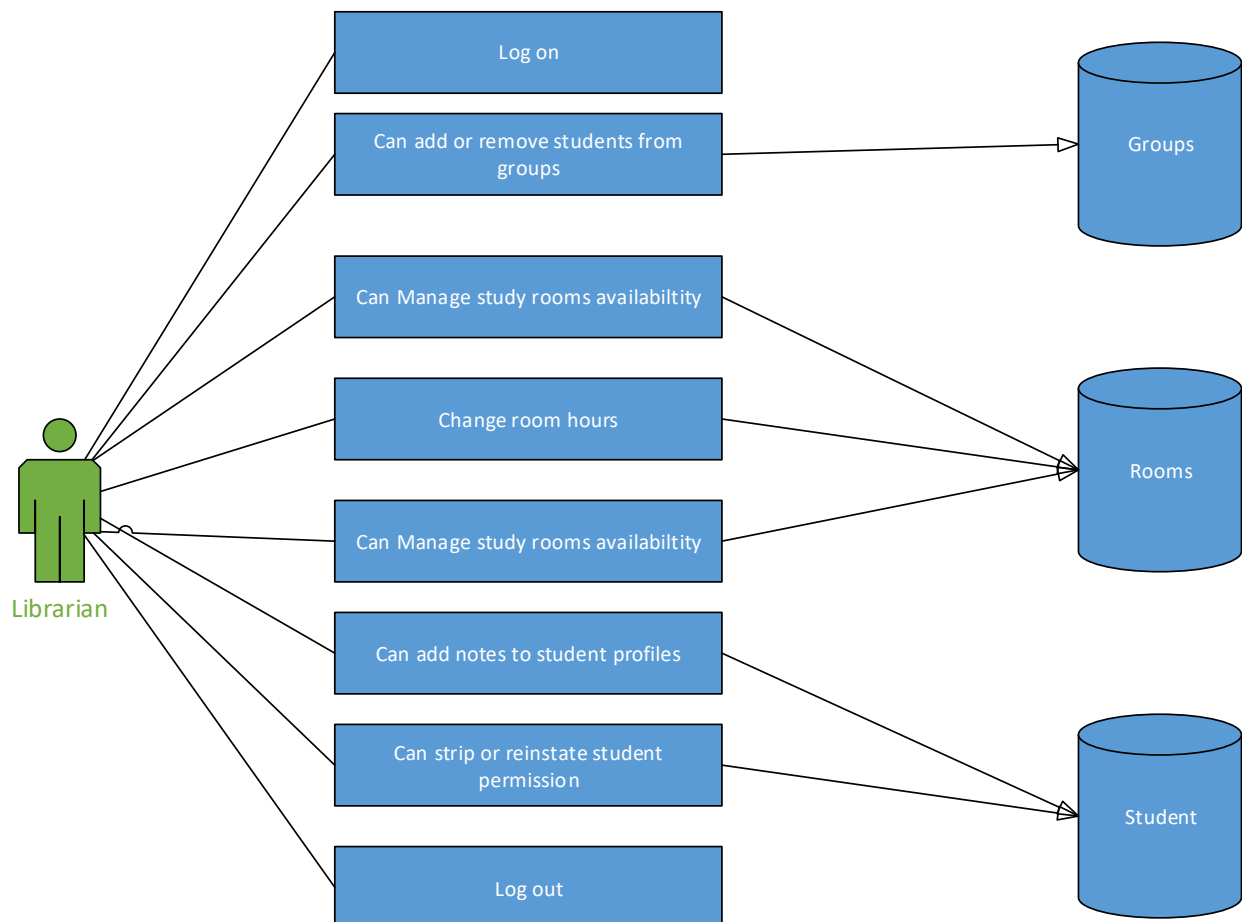 Log on
Can add or remove students from
groups
Groups
Can Manage study rooms availabiltity
Change room hours
Rooms
Can Manage study rooms availabiltity
Librarian
Can add notes to student profiles
Can strip or reinstate student
permission
Student
Log out